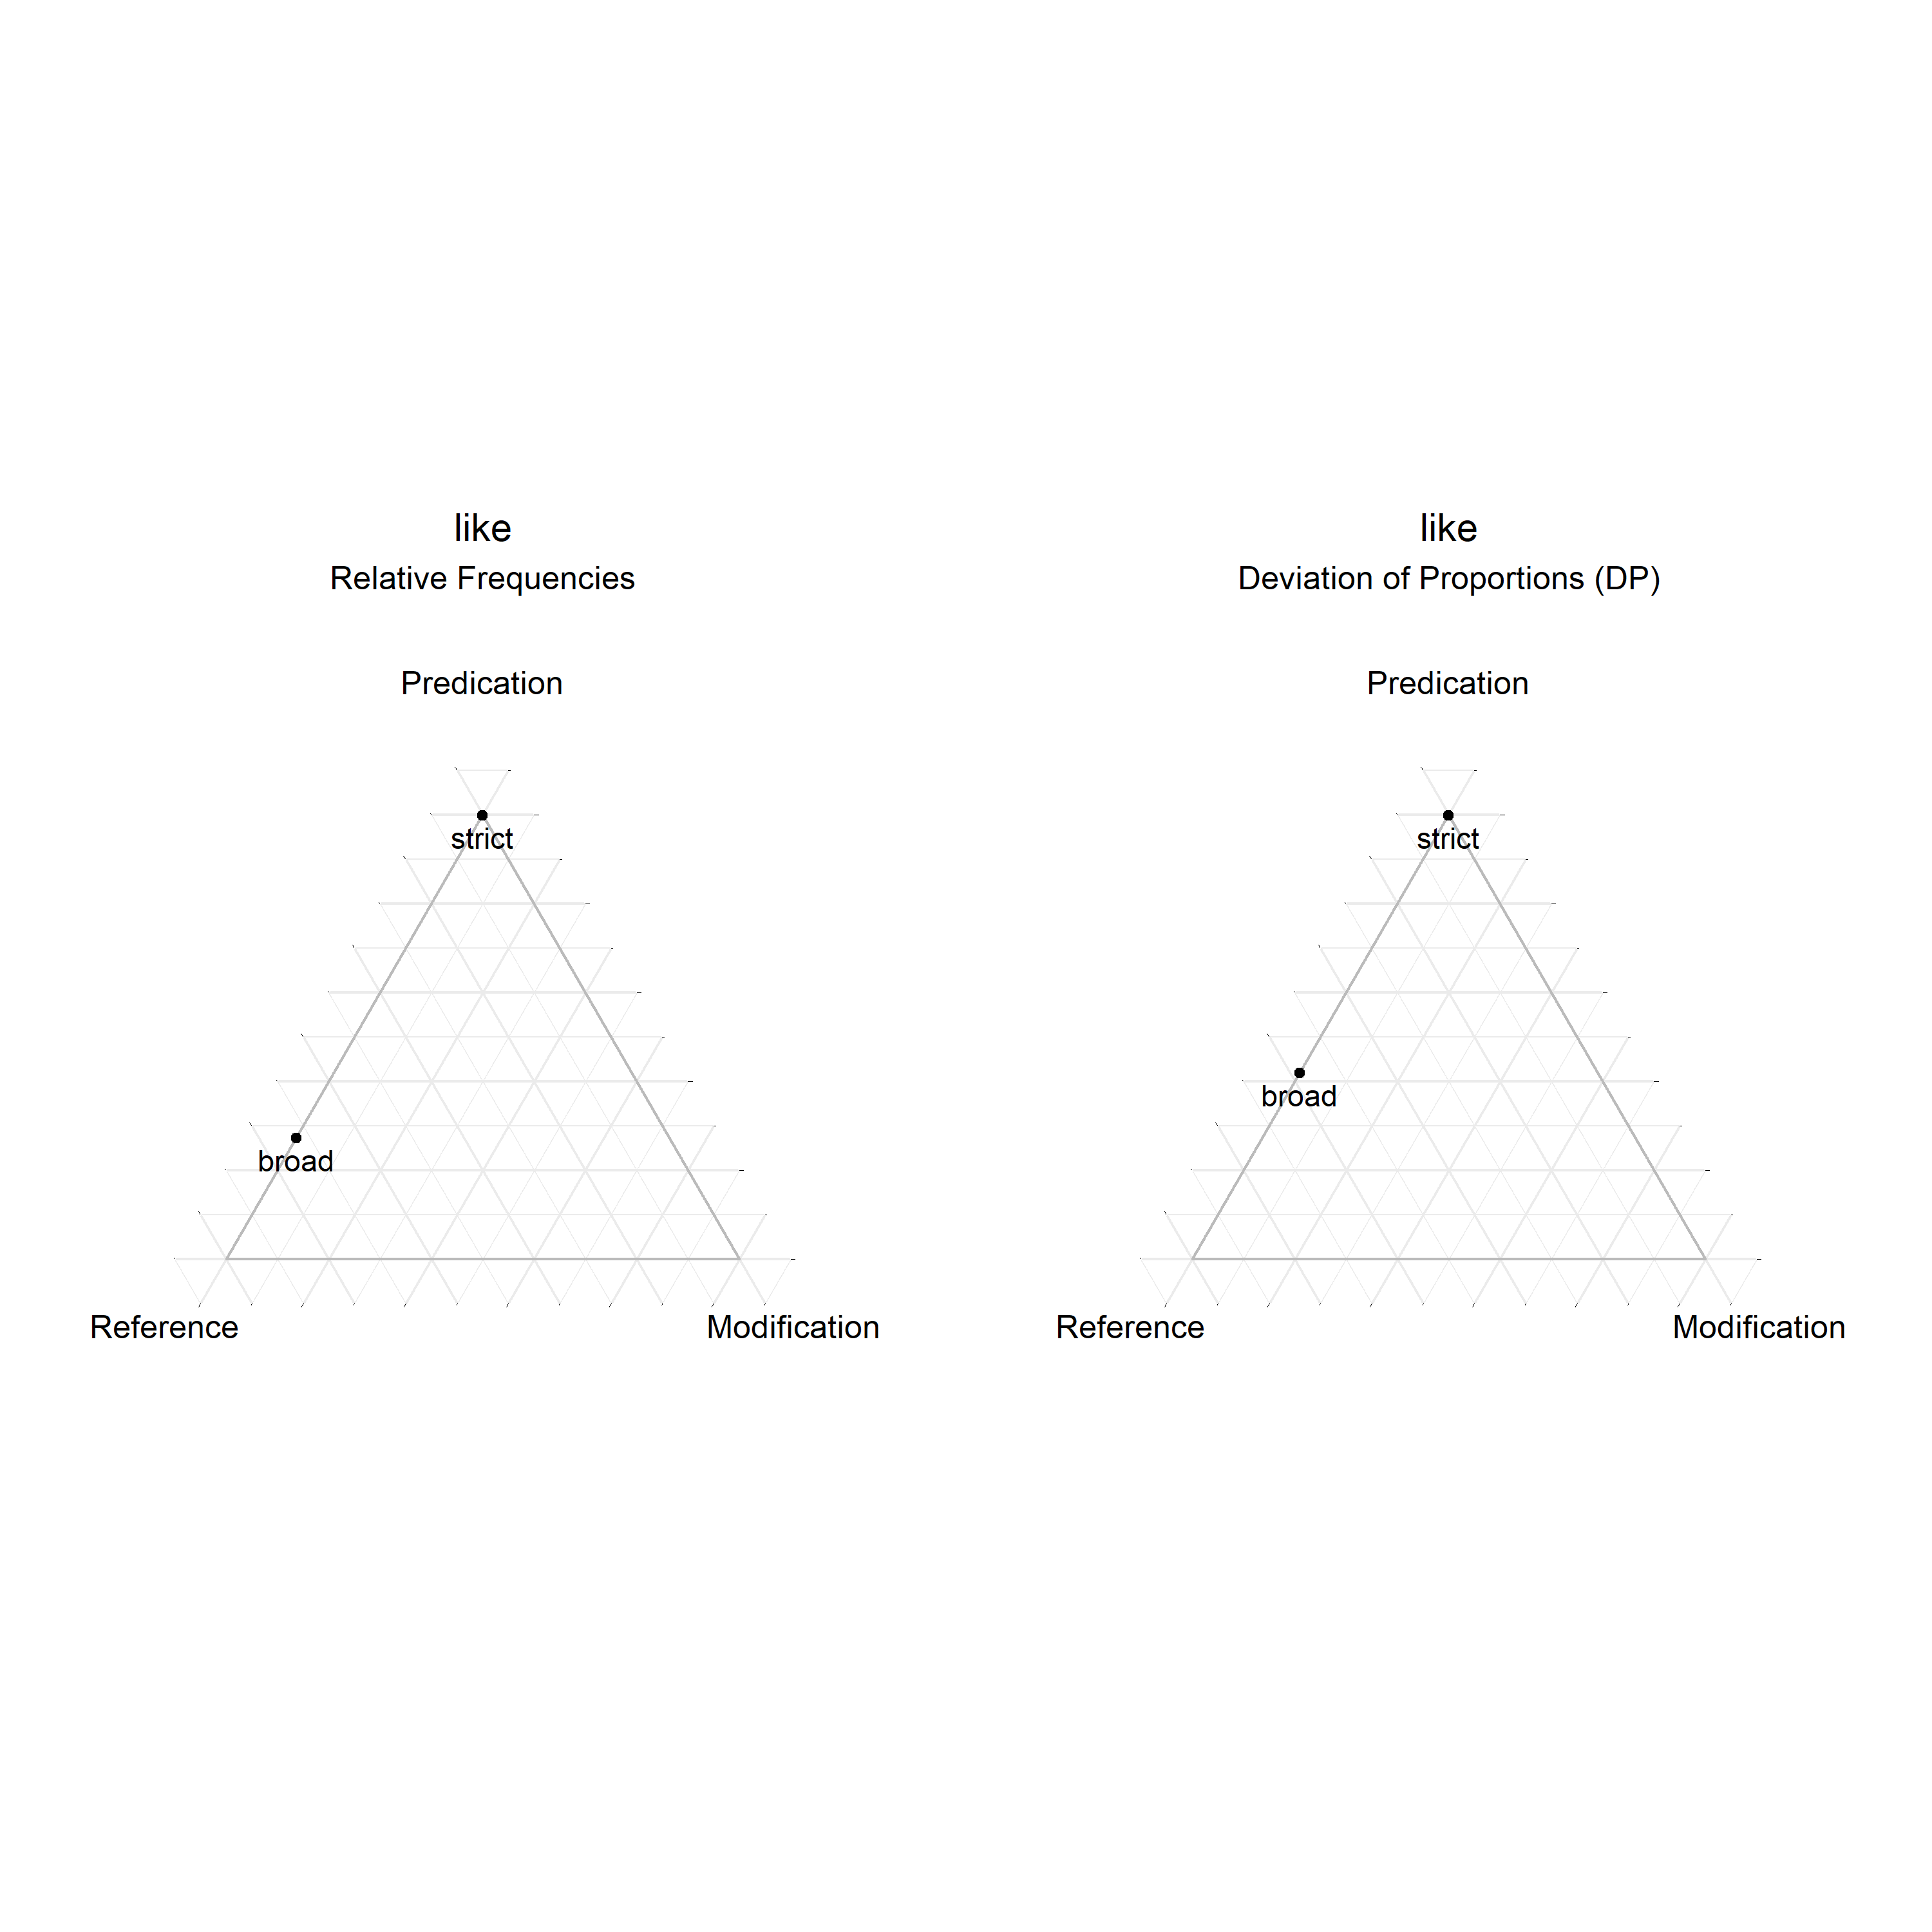 like
Relative Frequencies
Predication
strict
broad
Reference
Modification
like
Deviation of Proportions (DP)
Predication
strict
broad
Reference
Modification